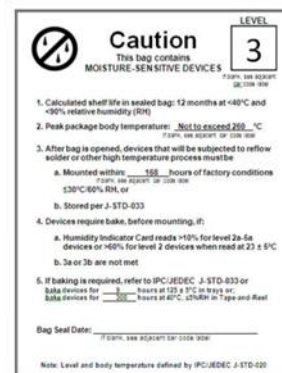 LEVEL
Caution
3
This bag contains
MOISTURE-SENSITIVE DEVICES
If blank, see adjacent
bar code label
1. Calculated shelf life in sealed bag: 12 months at <40°C and
<90% relative humidity (RH)
2. Peak package body temperature: Not to exceed 260 °C
If blank, see adjacent bar code label
3. After bag is opened, devices that will be subjected to reflow
solder or other high temperature process must be
a. Mounted within: 168 hours of factory conditions
If blank, see adjacent bar code label
≤30°C/60% RH, or
b. Stored per J-STD-033
4. Devices require bake, before mounting, if:
a. Humidity Indicator Card reads >10% for level 2a-5a
devices or >60% for level 2 devices when read at 23 ± 5°C
b. 3a or 3b are not met
5. If baking is required, refer to IPC/JEDEC J-STD-033 or
bake devices for hours at 125 ± 5°C in trays or;
bake devices for hours at 40°C, ≤5%RH in Tape-and-Reel
Bag Seal Date:
If blank, see adjacent bar code label
Note: Level and body temperature defined by IPC/JEDEC J-STD-020